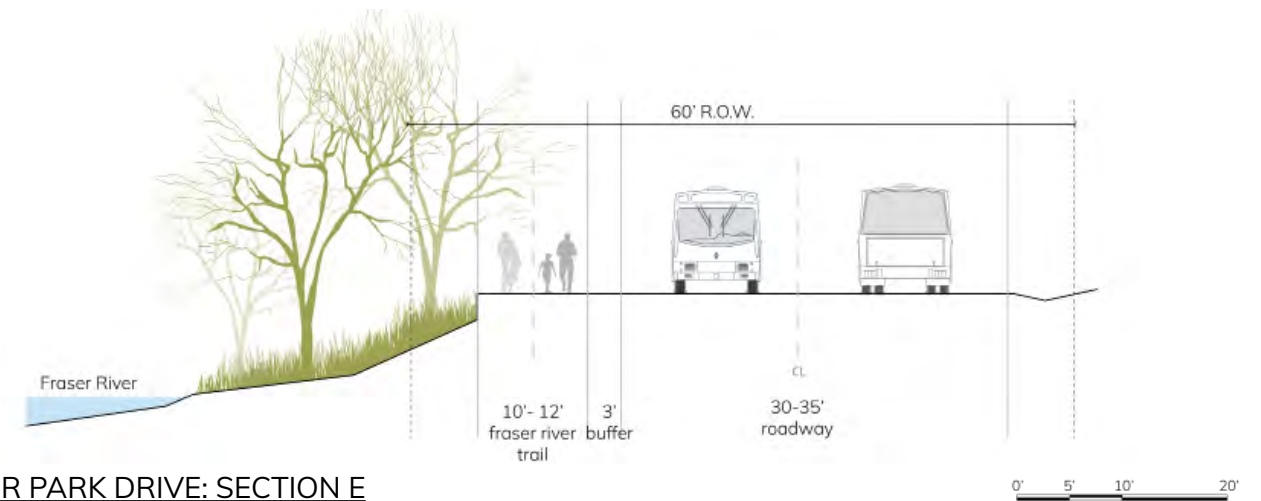 60' R.O.W.
Fraser River
CL
10'- 12'
fraser river
trail
3'
buffer
30-35'
roadway
R PARK DRIVE: SECTION E
0' 5' 10' 20'